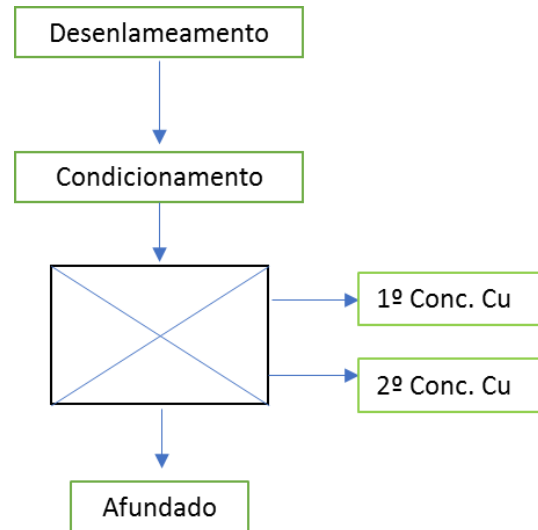 Desenlameamento
Condicionamento
1º Conc. Cu
2º Conc. Cu
Afundado